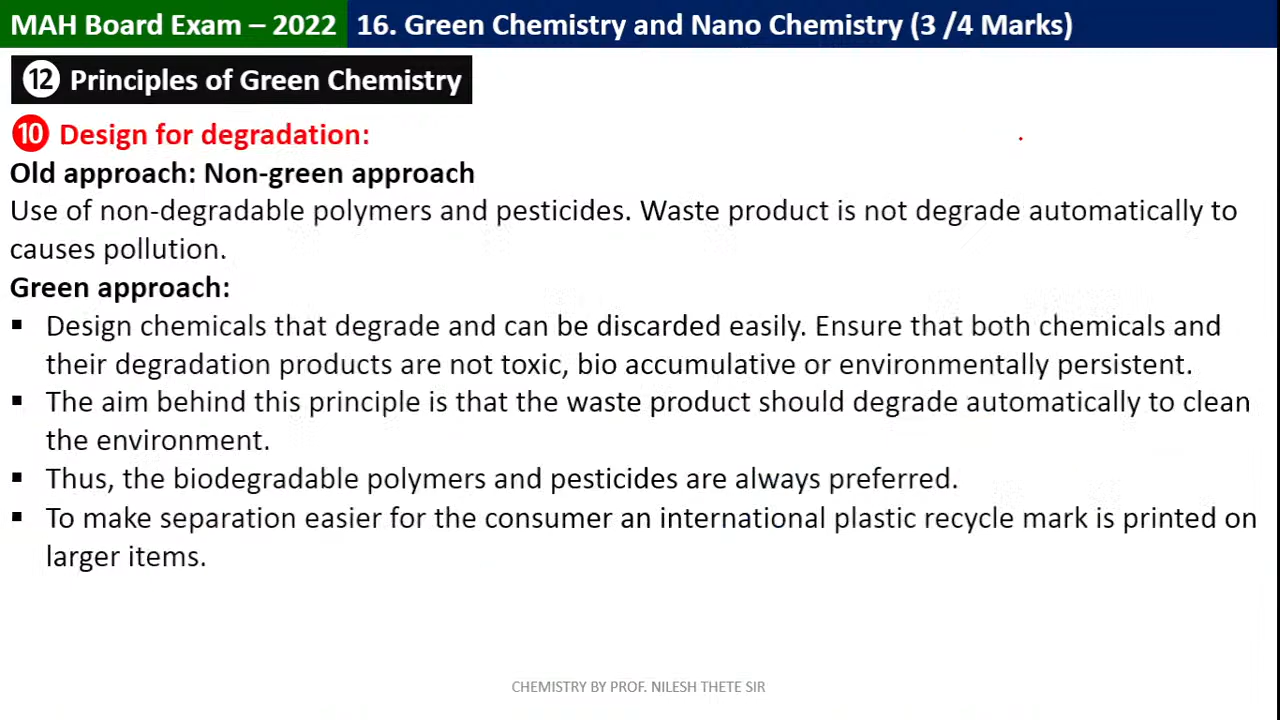 MAH Board Exam – 2022 16. Green Chemistry and Nano Chemistry (3 /4 Marks)
⓬ Principles of Green Chemistry
❿ Design for degradation:
Old approach: Non-green approach
Use of non-degradable polymers and pesticides. Waste product is not degrade automatically to
causes pollution.
Green approach:
▪ Design chemicals that degrade and can be discarded easily. Ensure that both chemicals and
their degradation products are not toxic, bio accumulative or environmentally persistent.
▪ The aim behind this principle is that the waste product should degrade automatically to clean
the environment.
▪ Thus, the biodegradable polymers and pesticides are always preferred.
▪ To make separation easier for the consumer an international plastic recycle mark is printed on
larger items.
CHEMISTRY BY PROF. NILESH THETE SIR